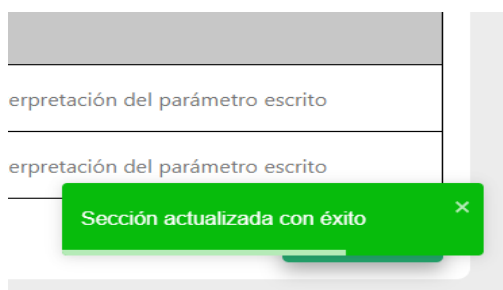 erpretación del parámetro escrito
erpretación del parámetro escrito
Sección actualizada con éxito ×